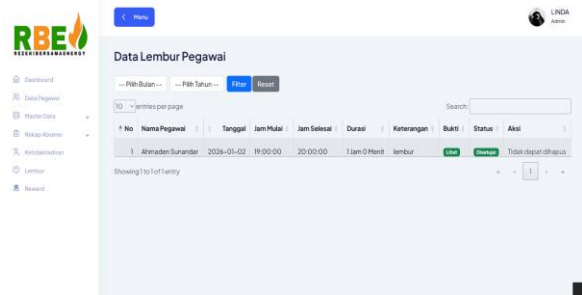 RBE
REZEKIBERSAMAENERGY
Dashboard
Data Pegawai
Master Data
Rekap Absensi
Ketidakhadiran
Lembur
Reward
Menu
LINDA
Admin
Data Lembur Pegawai
-- Pilih Bulan -- -- Pilih Tahun -- Filter Reset
10 entries per page Search:
No Nama Pegawai Tanggal Jam Mulai Jam Selesai Durasi Keterangan Bukti Status Aksi
1 Ahmaden Sunandar 2026-01-02 19:00:00 20:00:00 1 Jam 0 Menit lembur Lihat Disetujui Tidak dapat dihapus
Showing 1 to 1 of 1 entry
« ‹ 1 › »